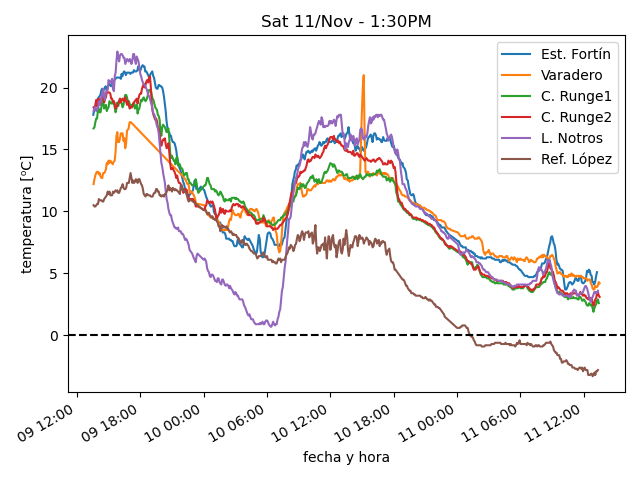 Sat 11/Nov - 1:30PM
Est. Fortín
Varadero
C. Runge1
C. Runge2
L. Notros
Ref. López
temperatura [°C]
20
15
10
5
0
09 12:00
09 18:00
10 00:00
10 06:00
10 12:00
10 18:00
11 00:00
11 06:00
11 12:00
fecha y hora